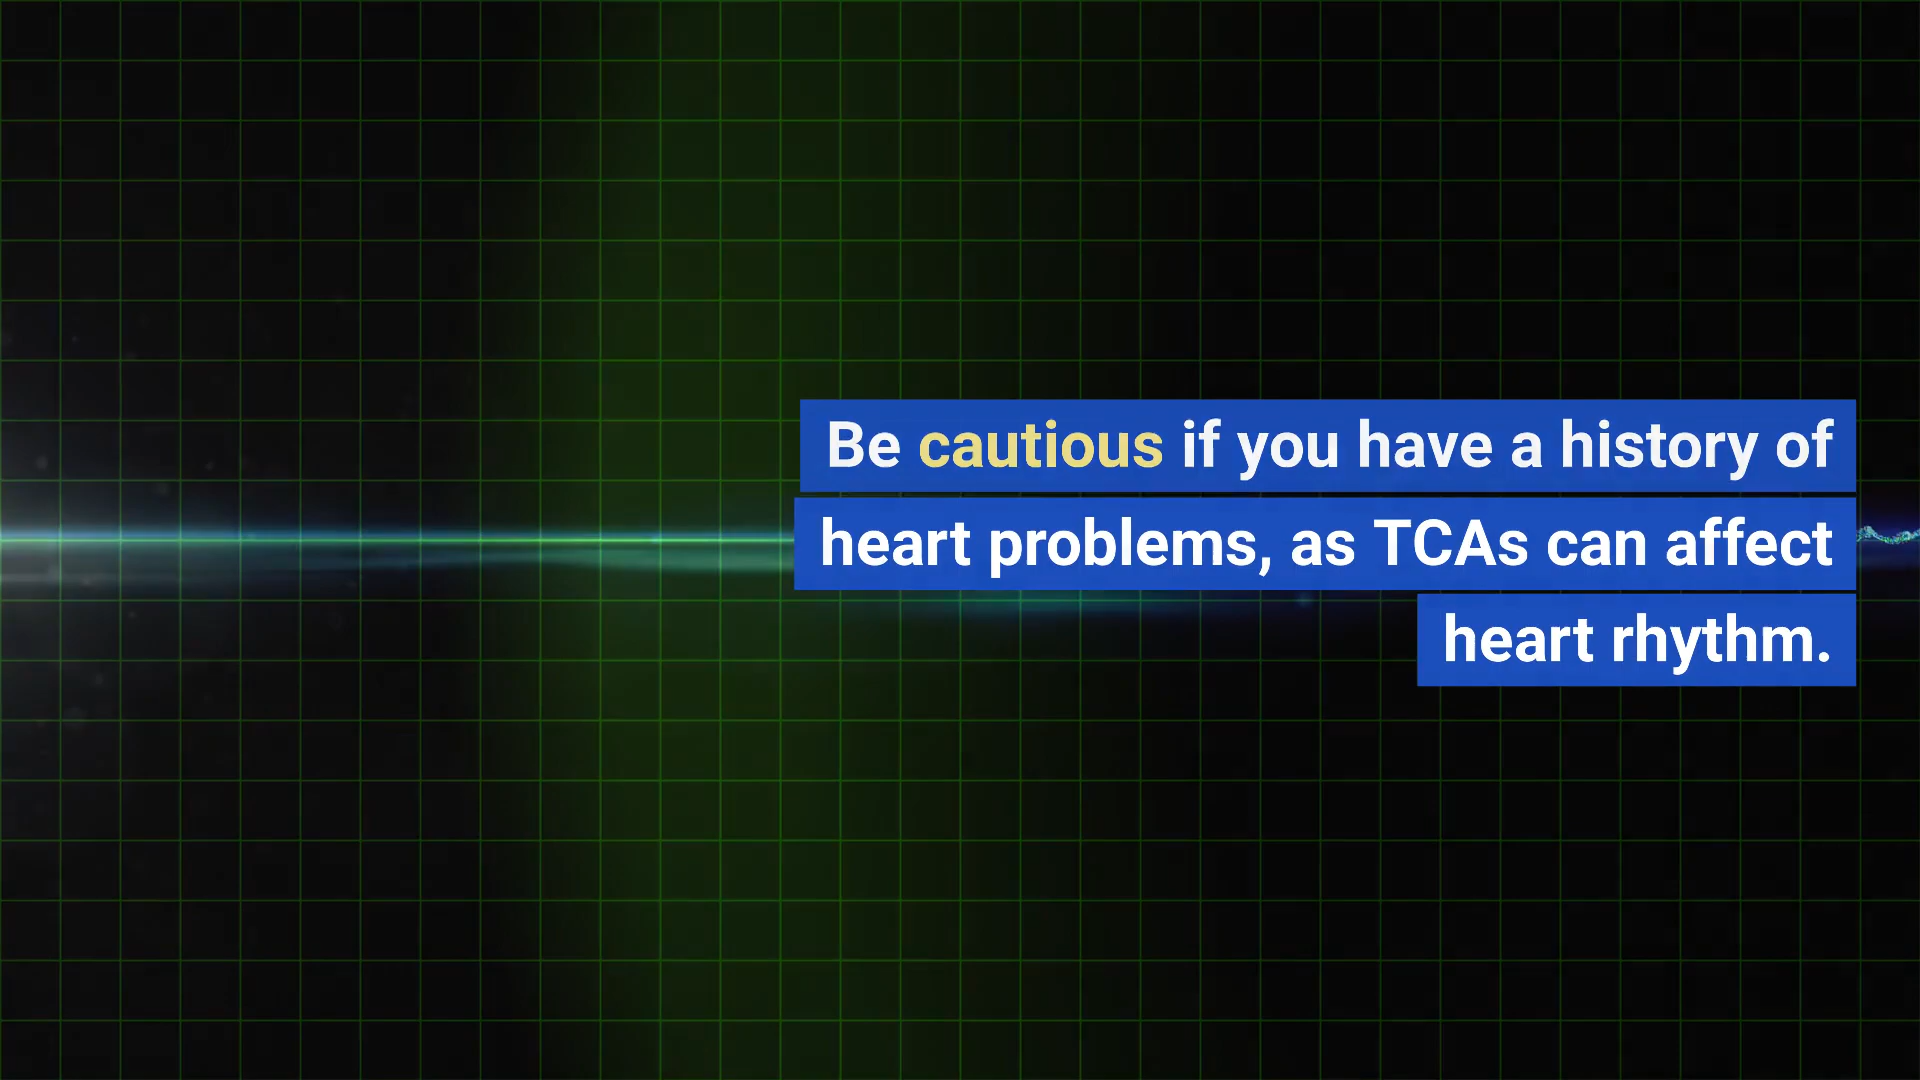 Be cautious if you have a history of
heart problems, as TCAs can affect
heart rhythm.